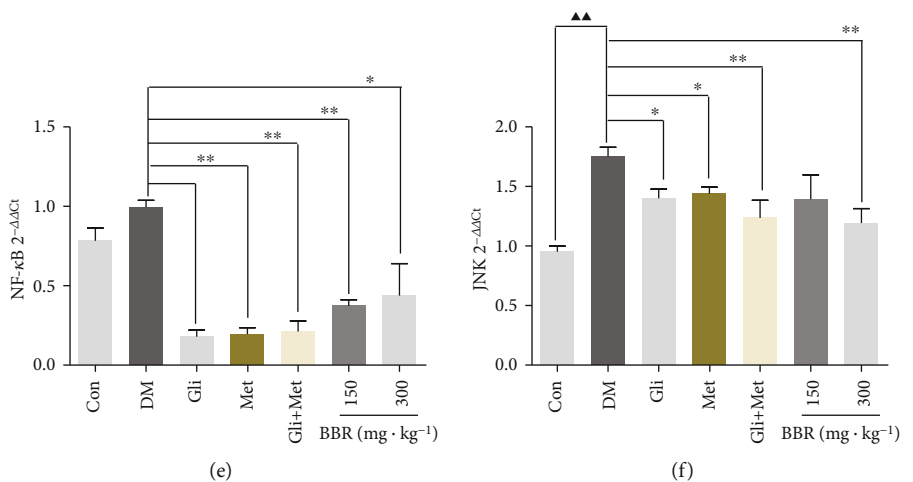 *
**
**
**
1.5
1.0
0.5
0.0
NF-κB 2−ΔΔCt
Con
DM
Gli
Met
Gli+Met
150
300
BBR (mg · kg−1)
(e)
▲▲
**
**
*
*
2.0
1.5
1.0
0.5
0.0
JNK 2−ΔΔCt
Con
DM
Gli
Met
Gli+Met
150
300
BBR (mg · kg−1)
(f)